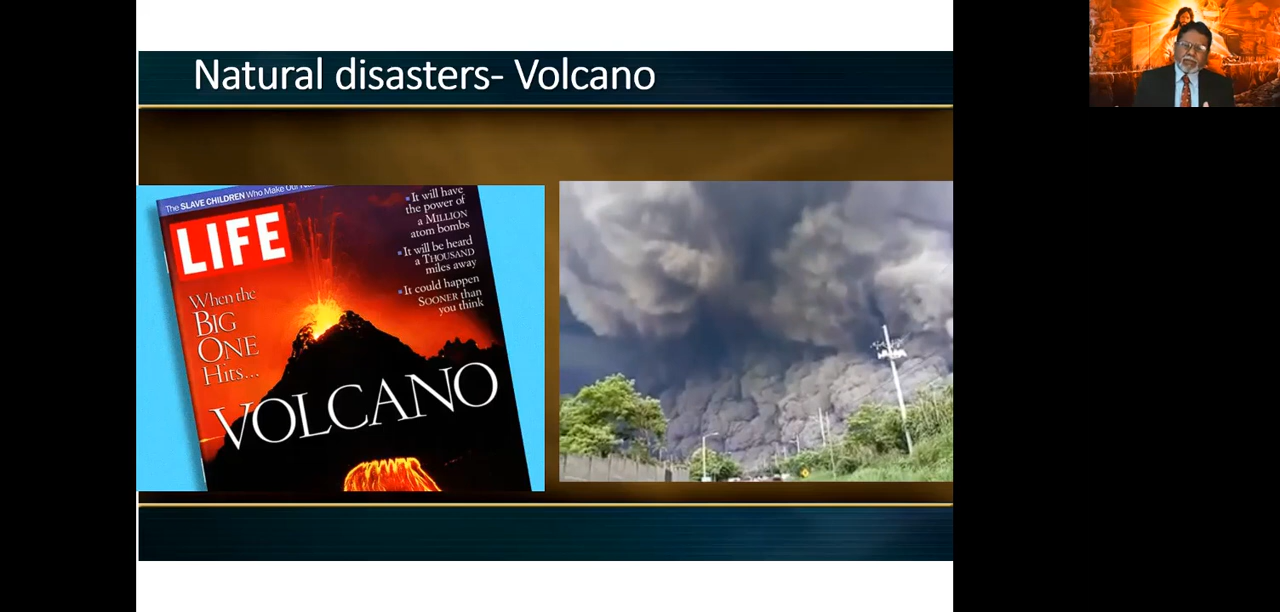 Natural disasters- Volcano
The SLAVE CHILDREN Who Make Our
LIFE
When the
BIG
ONE
Hits...
VOLCANO
It will have
the power of
a MILLION
atom bombs
It will be heard
a THOUSAND
miles away
It could happen
SOONER than
you think